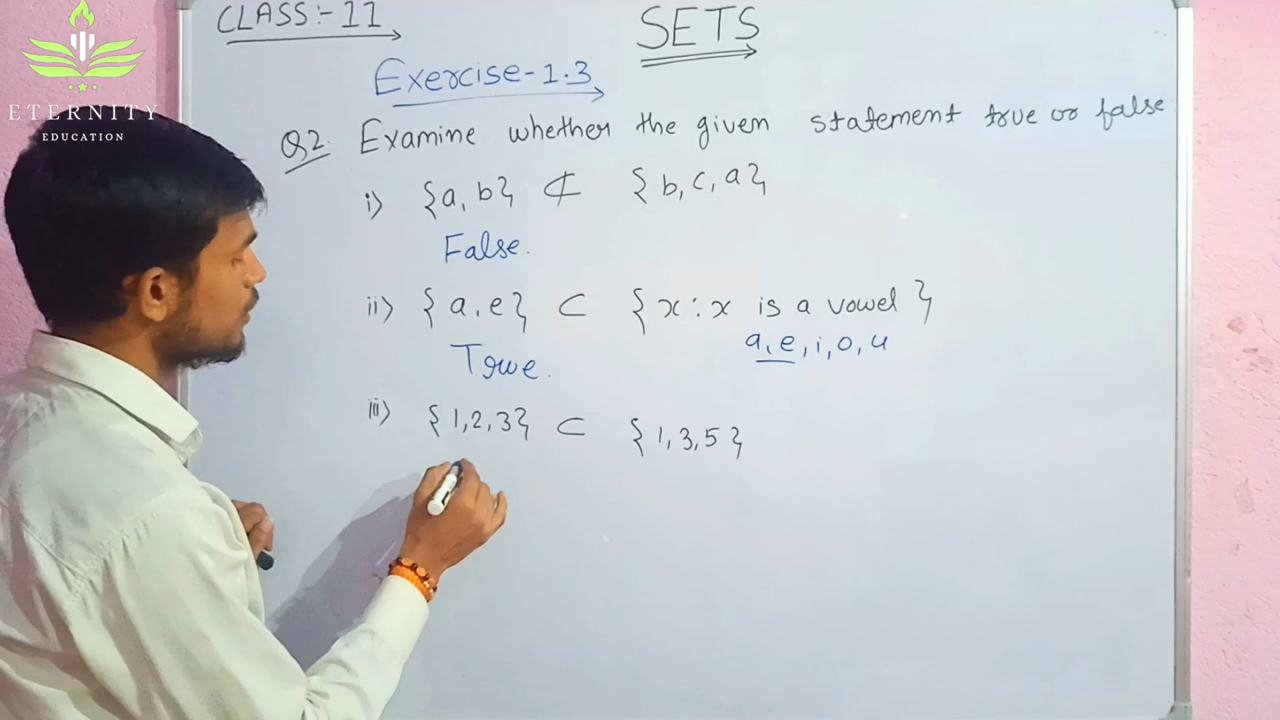 ETERNITY
EDUCATION
CLASS:- 11
SETS
Exercise-1.3
Q2. Examine whether the given statement true or false
i) {a, b} ⊄ {b, c, a}
False.
ii) {a, e} ⊂ {x : x is a vowel}
a, e, i, o, u
True.
iii) {1, 2, 3} ⊂ {1, 3, 5}